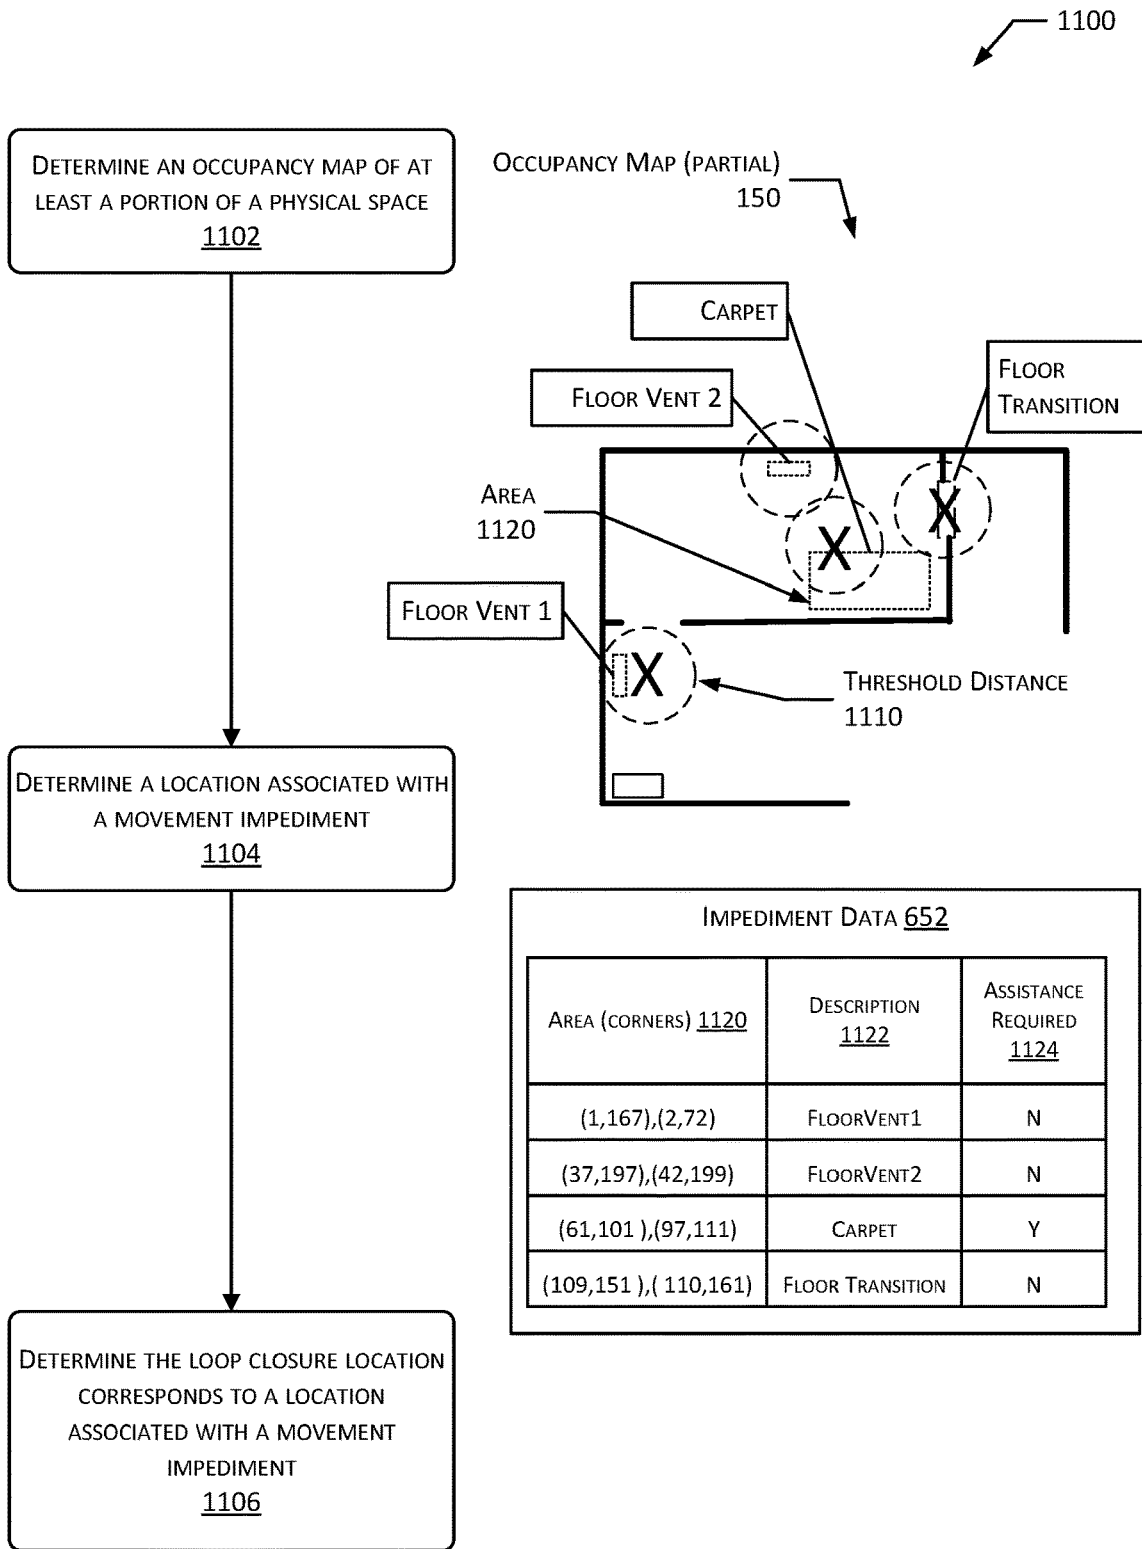 1100
DETERMINE AN OCCUPANCY MAP OF AT
LEAST A PORTION OF A PHYSICAL SPACE
1102
OCCUPANCY MAP (PARTIAL)
150
CARPET
FLOOR VENT 2
FLOOR
TRANSITION
AREA
1120
FLOOR VENT 1
X
X
X
THRESHOLD DISTANCE
1110
DETERMINE A LOCATION ASSOCIATED WITH
A MOVEMENT IMPEDIMENT
1104
IMPEDIMENT DATA 652
AREA (CORNERS) 1120
DESCRIPTION
1122
ASSISTANCE
REQUIRED
1124
(1,167),(2,72)
FLOORVENT1
N
(37,197),(42,199)
FLOORVENT2
N
(61,101 ),(97,111)
CARPET
Y
(109,151 ),( 110,161)
FLOOR TRANSITION
N
DETERMINE THE LOOP CLOSURE LOCATION
CORRESPONDS TO A LOCATION
ASSOCIATED WITH A MOVEMENT
IMPEDIMENT
1106